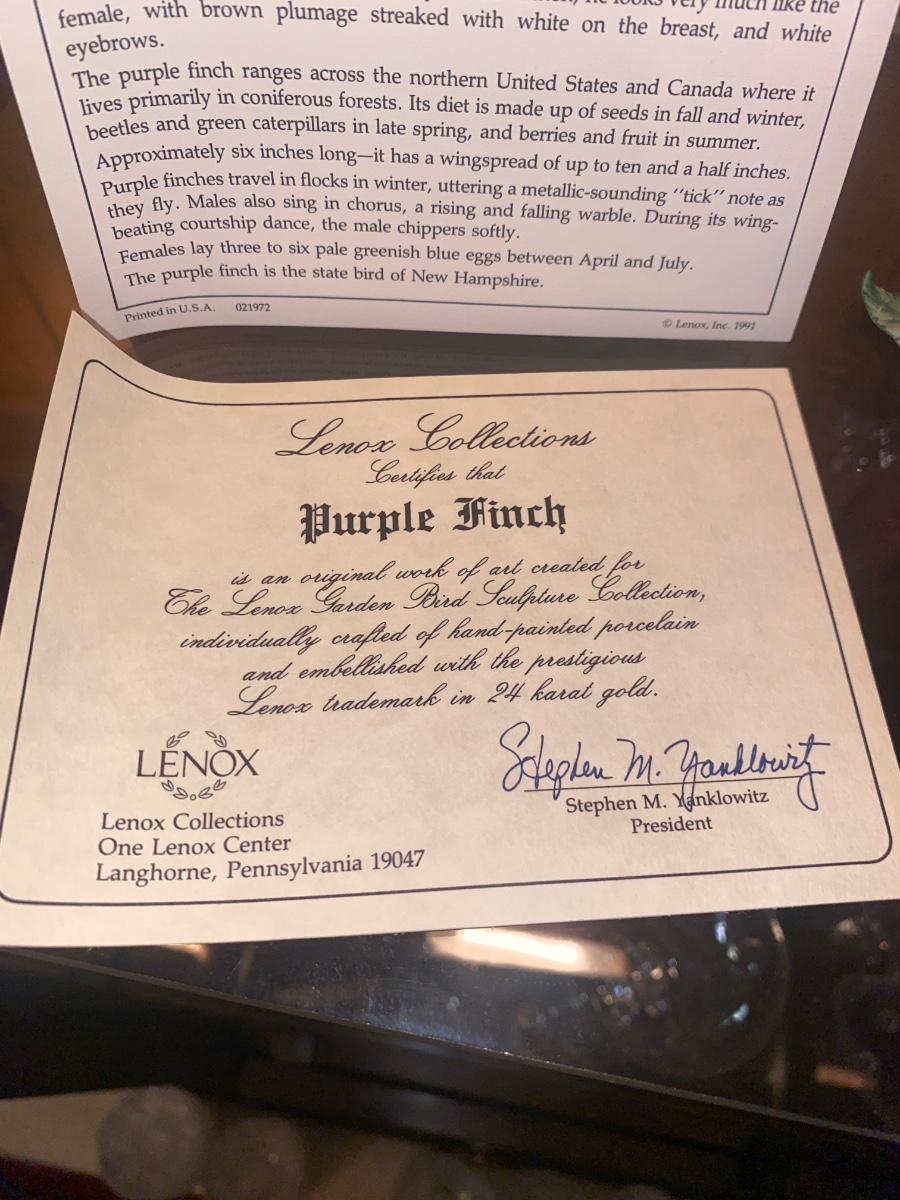 very much like the
female, with brown plumage streaked with white on the breast, and white
eyebrows.
The purple finch ranges across the northern United States and Canada where it
lives primarily in coniferous forests. Its diet is made up of seeds in fall and winter,
beetles and green caterpillars in late spring, and berries and fruit in summer.
Approximately six inches long—it has a wingspread of up to ten and a half inches.
Purple finches travel in flocks in winter, uttering a metallic-sounding "tick" note as
they fly. Males also sing in chorus, a rising and falling warble. During its wing-
beating courtship dance, the male chippers softly.
Females lay three to six pale greenish blue eggs between April and July.
The purple finch is the state bird of New Hampshire.
Printed in U.S.A. 021972
© Lenox, Inc. 1991
Lenox Collections
Certifies that
Purple Finch
is an original work of art created for
The Lenox Garden Bird Sculpture Collection,
individually crafted of hand-painted porcelain
and embellished with the prestigious
Lenox trademark in 24 karat gold.
LENOX
Lenox Collections
One Lenox Center
Langhorne, Pennsylvania 19047
Stephen M. Yanklowitz
Stephen M. Yanklowitz
President